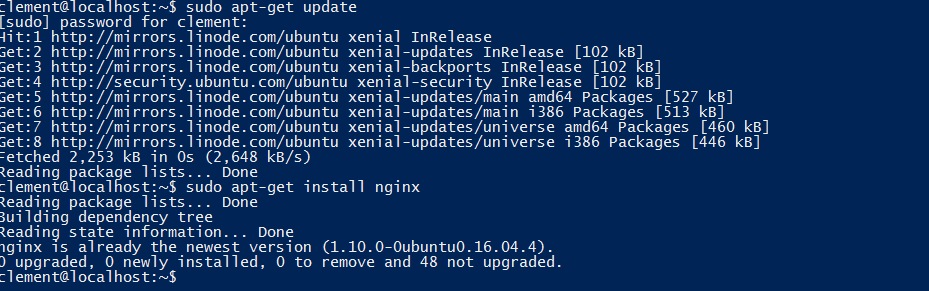 clement@localhost:~$ sudo apt-get update
[sudo] password for clement:
Hit:1 http://mirrors.linode.com/ubuntu xenial InRelease
Get:2 http://mirrors.linode.com/ubuntu xenial-updates InRelease [102 kB]
Get:3 http://mirrors.linode.com/ubuntu xenial-backports InRelease [102 kB]
Get:4 http://security.ubuntu.com/ubuntu xenial-security InRelease [102 kB]
Get:5 http://mirrors.linode.com/ubuntu xenial-updates/main amd64 Packages [527 kB]
Get:6 http://mirrors.linode.com/ubuntu xenial-updates/main i386 Packages [513 kB]
Get:7 http://mirrors.linode.com/ubuntu xenial-updates/universe amd64 Packages [460 kB]
Get:8 http://mirrors.linode.com/ubuntu xenial-updates/universe i386 Packages [446 kB]
Fetched 2,253 kB in 0s (2,648 kB/s)
Reading package lists... Done
clement@localhost:~$ sudo apt-get install nginx
Reading package lists... Done
Building dependency tree
Reading state information... Done
nginx is already the newest version (1.10.0-0ubuntu0.16.04.4).
0 upgraded, 0 newly installed, 0 to remove and 48 not upgraded.
clement@localhost:~$